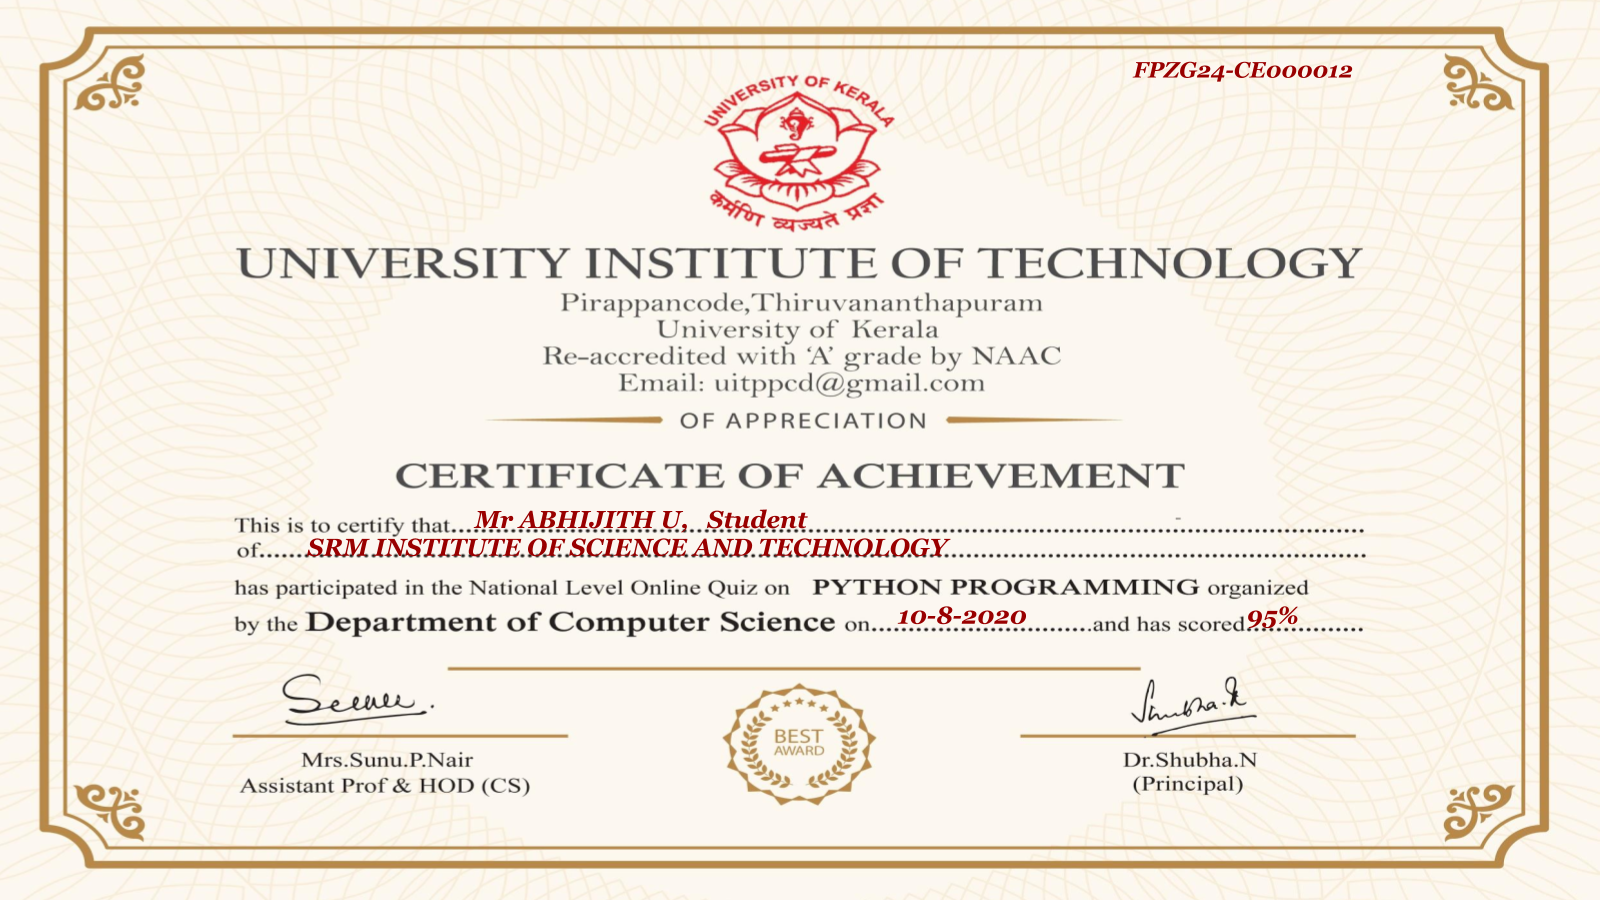 FPZG24-CE000012
UNIVERSITY OF KERALA
कर्मणि व्यज्यते प्रज्ञा
UNIVERSITY INSTITUTE OF TECHNOLOGY
Pirappancode,Thiruvananthapuram
University of Kerala
Re-accredited with ‘A’ grade by NAAC
Email: uitppcd@gmail.com
OF APPRECIATION
CERTIFICATE OF ACHIEVEMENT
This is to certify that... Mr ABHIJITH U, Student
of...... SRM INSTITUTE OF SCIENCE AND TECHNOLOGY
has participated in the National Level Online Quiz on PYTHON PROGRAMMING organized
by the Department of Computer Science on... 10-8-2020 ...and has scored 95%
Shubha.N
BEST
AWARD
Mrs.Sunu.P.Nair
Assistant Prof & HOD (CS)
Dr.Shubha.N
(Principal)